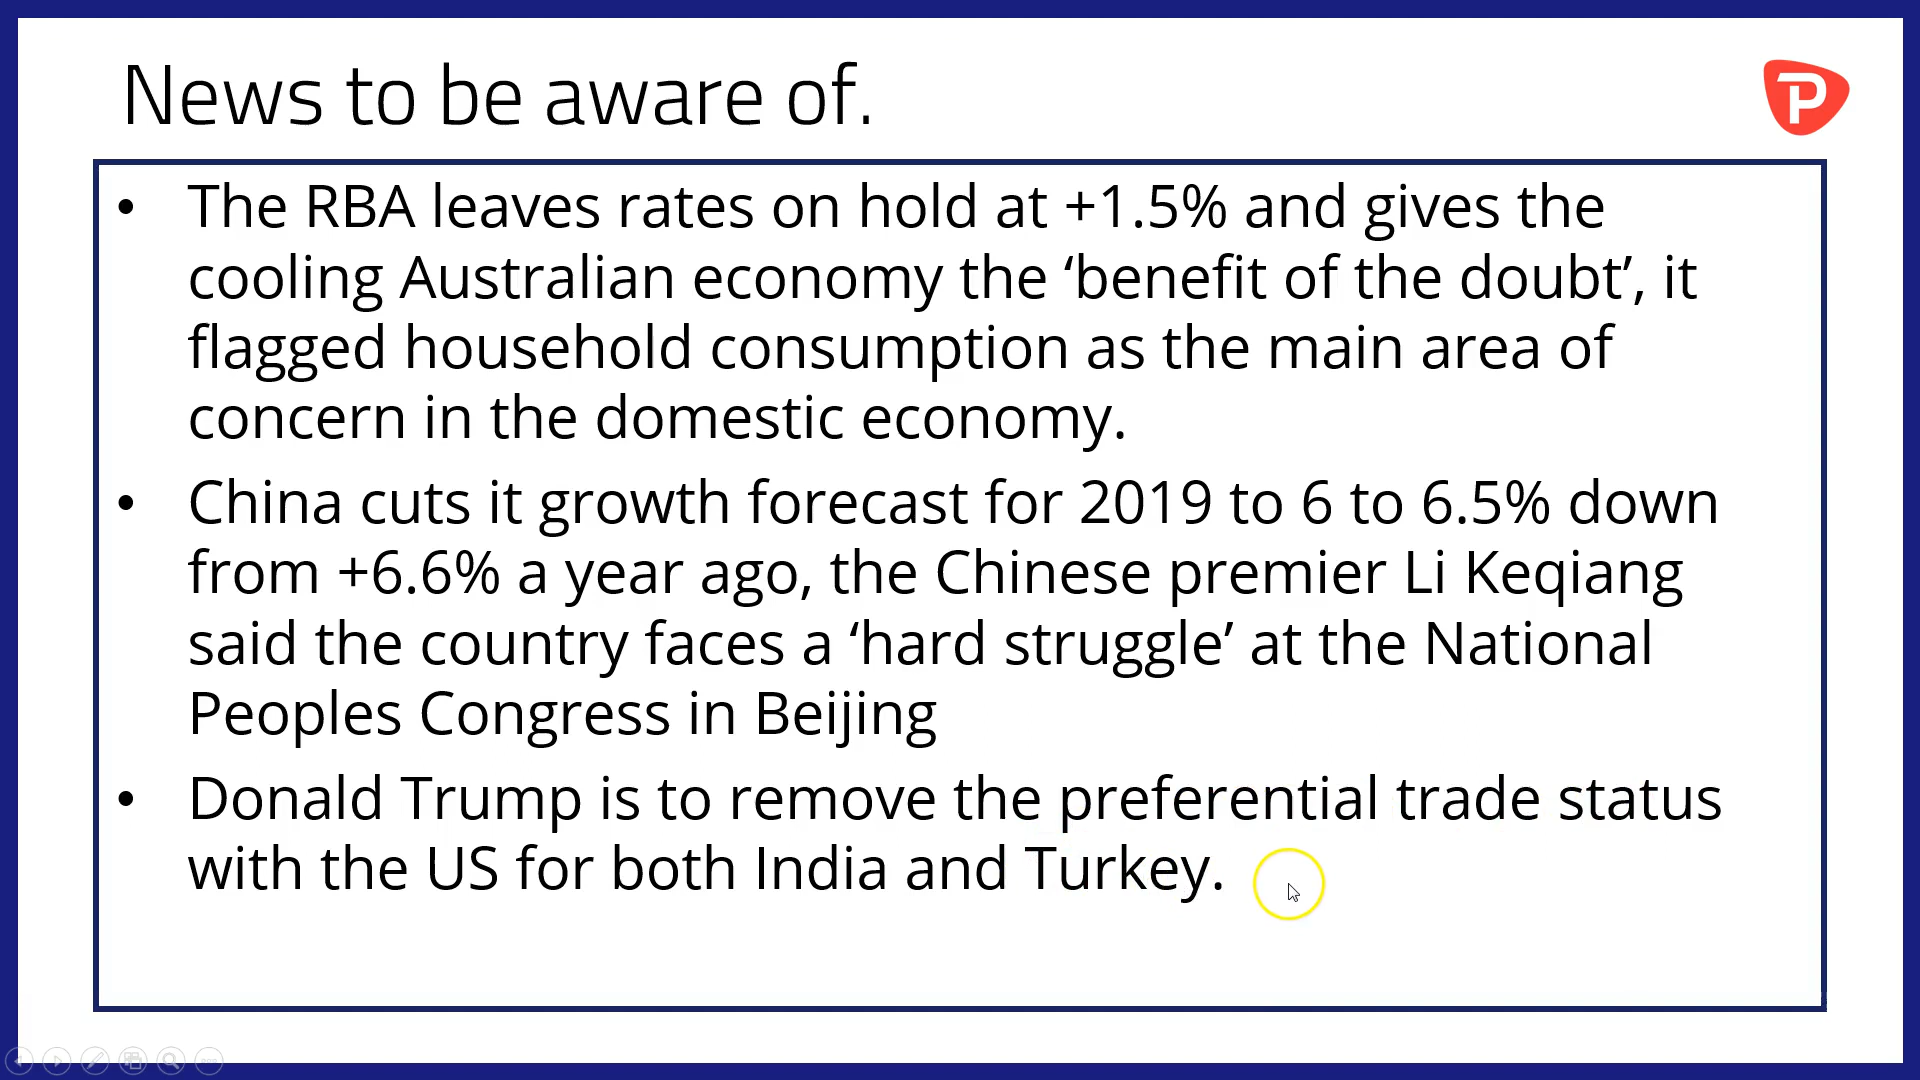 News to be aware of.
P
• The RBA leaves rates on hold at +1.5% and gives the
cooling Australian economy the ‘benefit of the doubt’, it
flagged household consumption as the main area of
concern in the domestic economy.
• China cuts it growth forecast for 2019 to 6 to 6.5% down
from +6.6% a year ago, the Chinese premier Li Keqiang
said the country faces a ‘hard struggle’ at the National
Peoples Congress in Beijing
• Donald Trump is to remove the preferential trade status
with the US for both India and Turkey.